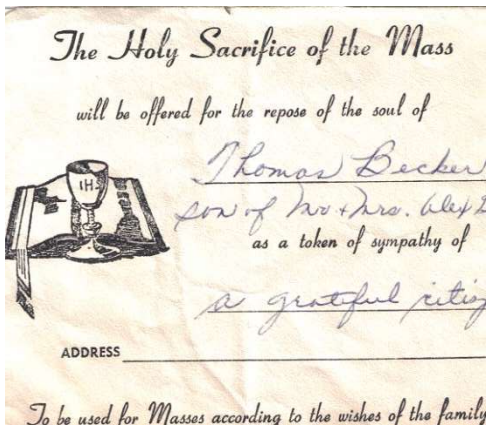 The Holy Sacrifice of the Mass
will be offered for the repose of the soul of
Thomas Becker
son of Mr + Mrs. Alex
as a token of sympathy of
IHS
a grateful
ADDRESS
To be used for Masses according to the wishes of the family